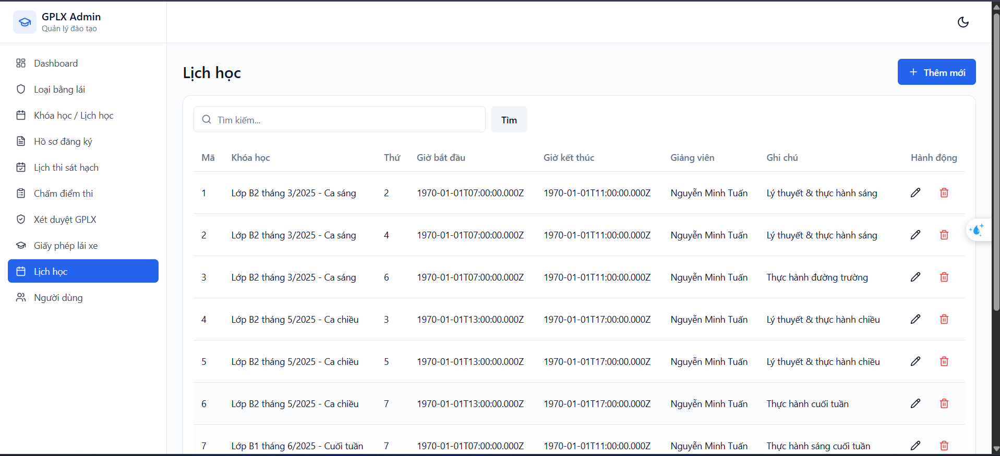 GPLX Admin
Quản lý đào tạo
Dashboard
Loại bằng lái
Khóa học / Lịch học
Hồ sơ đăng ký
Lịch thi sát hạch
Chấm điểm thi
Xét duyệt GPLX
Giấy phép lái xe
Lịch học
Người dùng
Lịch học
+ Thêm mới
Tìm kiếm... Tìm
Mã Khóa học Thứ Giờ bắt đầu Giờ kết thúc Giảng viên Ghi chú Hành động
1 Lớp B2 tháng 3/2025 - Ca sáng 2 1970-01-01T07:00:00.000Z 1970-01-01T11:00:00.000Z Nguyễn Minh Tuấn Lý thuyết & thực hành sáng
2 Lớp B2 tháng 3/2025 - Ca sáng 4 1970-01-01T07:00:00.000Z 1970-01-01T11:00:00.000Z Nguyễn Minh Tuấn Lý thuyết & thực hành sáng
3 Lớp B2 tháng 3/2025 - Ca sáng 6 1970-01-01T07:00:00.000Z 1970-01-01T11:00:00.000Z Nguyễn Minh Tuấn Thực hành đường trường
4 Lớp B2 tháng 5/2025 - Ca chiều 3 1970-01-01T13:00:00.000Z 1970-01-01T17:00:00.000Z Nguyễn Minh Tuấn Lý thuyết & thực hành chiều
5 Lớp B2 tháng 5/2025 - Ca chiều 5 1970-01-01T13:00:00.000Z 1970-01-01T17:00:00.000Z Nguyễn Minh Tuấn Lý thuyết & thực hành chiều
6 Lớp B2 tháng 5/2025 - Ca chiều 7 1970-01-01T13:00:00.000Z 1970-01-01T17:00:00.000Z Nguyễn Minh Tuấn Thực hành cuối tuần
7 Lớp B1 tháng 6/2025 - Cuối tuần 7 1970-01-01T07:00:00.000Z 1970-01-01T11:00:00.000Z Nguyễn Minh Tuấn Thực hành sáng cuối tuần